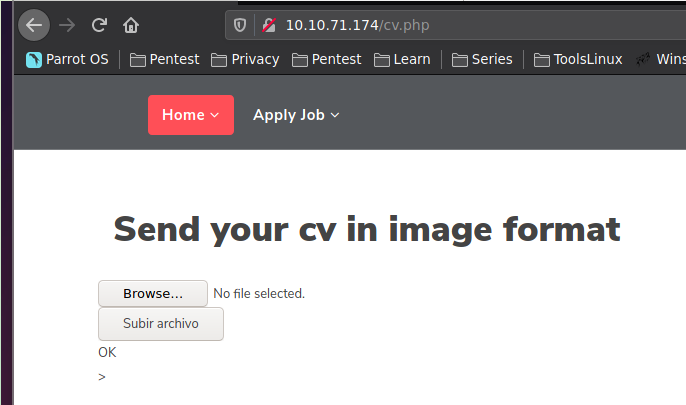 10.10.71.174/cv.php
Parrot OS Pentest Privacy Pentest Learn Series ToolsLinux Wins
Home Apply Job
Send your cv in image format
Browse... No file selected.
Subir archivo
OK
>